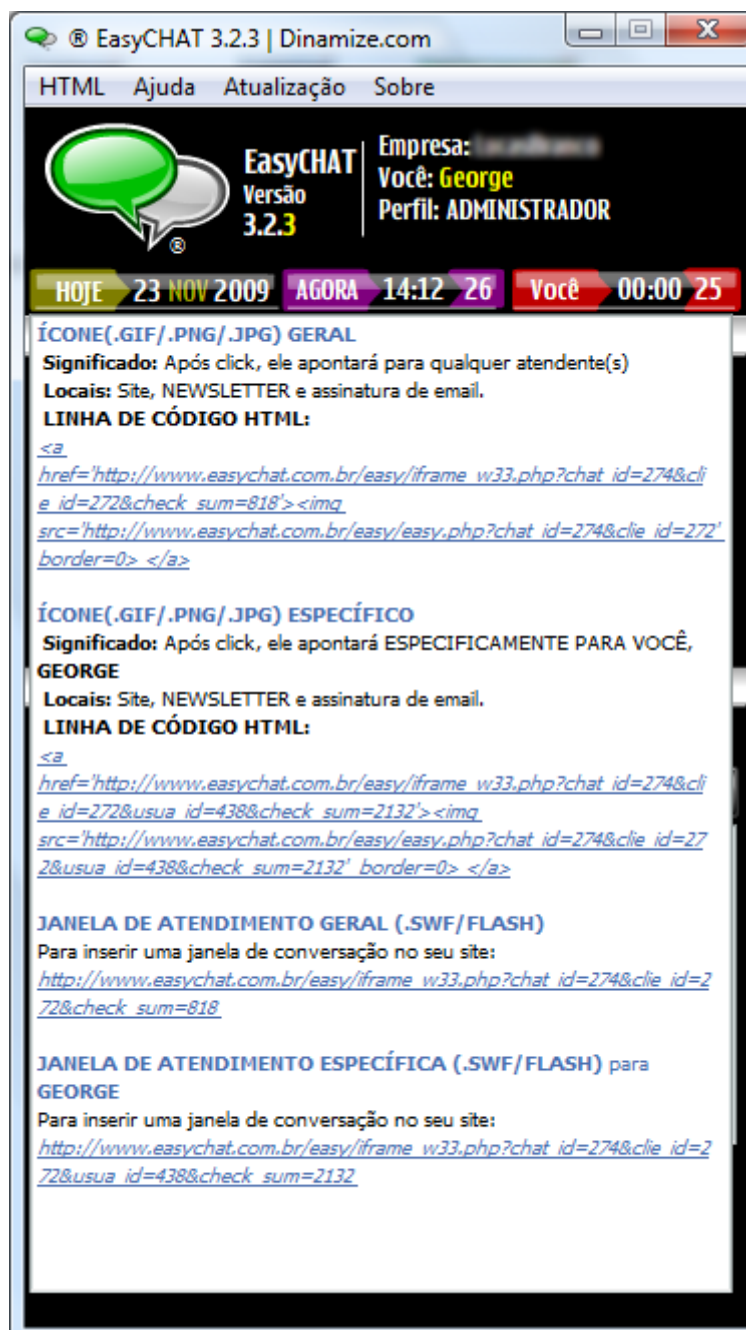 ® EasyCHAT 3.2.3 | Dinamize.com
HTML Ajuda Atualização Sobre
EasyCHAT
Versão
3.2.3
®
Empresa:
Você: George
Perfil: ADMINISTRADOR
HOJE 23 NOV 2009 AGORA 14:12 26 Você 00:00 25
ÍCONE(.GIF/.PNG/.JPG) GERAL
Significado: Após click, ele apontará para qualquer atendente(s)
Locais: Site, NEWSLETTER e assinatura de email.
LINHA DE CÓDIGO HTML:
<a
href='http://www.easychat.com.br/easy/iframe_w33.php?chat_id=274&cli
e_id=272&check_sum=818'><img
src='http://www.easychat.com.br/easy/easy.php?chat_id=274&clie_id=272'
border=0> </a>
ÍCONE(.GIF/.PNG/.JPG) ESPECÍFICO
Significado: Após click, ele apontará ESPECIFICAMENTE PARA VOCÊ,
GEORGE
Locais: Site, NEWSLETTER e assinatura de email.
LINHA DE CÓDIGO HTML:
<a
href='http://www.easychat.com.br/easy/iframe_w33.php?chat_id=274&cli
e_id=272&usua_id=438&check_sum=2132'><img
src='http://www.easychat.com.br/easy/easy.php?chat_id=274&clie_id=27
2&usua_id=438&check_sum=2132' border=0> </a>
JANELA DE ATENDIMENTO GERAL (.SWF/FLASH)
Para inserir uma janela de conversação no seu site:
http://www.easychat.com.br/easy/iframe_w33.php?chat_id=274&clie_id=2
72&check_sum=818
JANELA DE ATENDIMENTO ESPECÍFICA (.SWF/FLASH) para
GEORGE
Para inserir uma janela de conversação no seu site:
http://www.easychat.com.br/easy/iframe_w33.php?chat_id=274&clie_id=2
72&usua_id=438&check_sum=2132